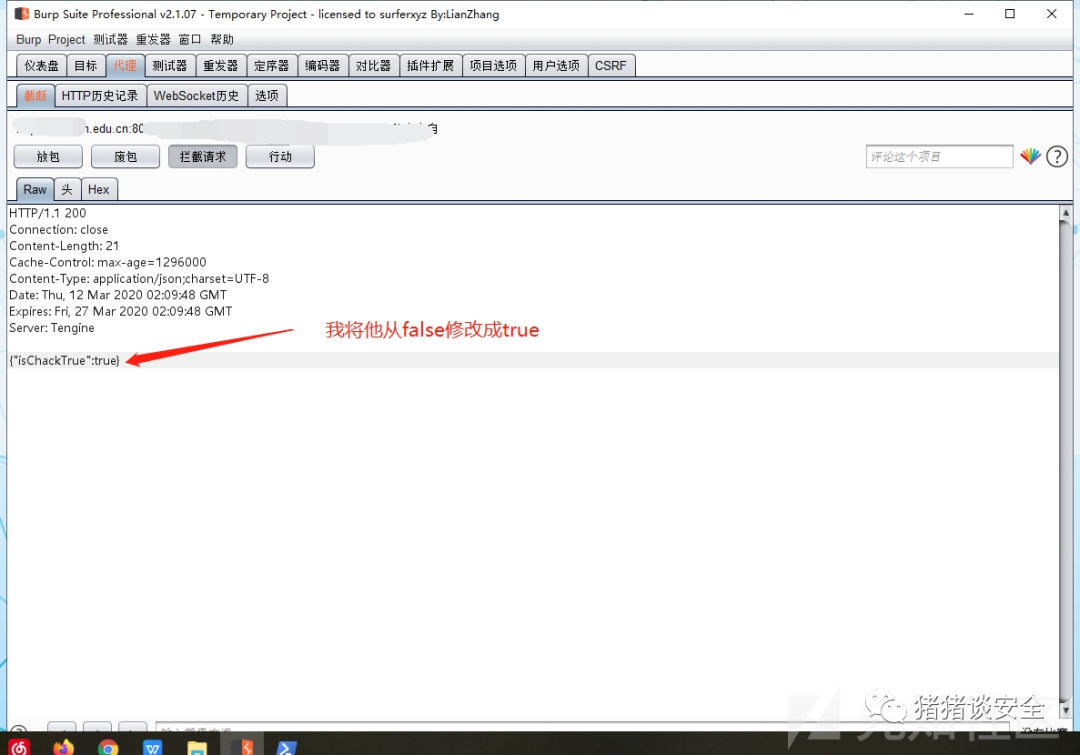 Burp Suite Professional v2.1.07 - Temporary Project - licensed to surferxyz By:LianZhang
Burp Project 测试器 重发器 窗口 帮助
仪表盘 目标 代理 测试器 重发器 定序器 编码器 对比器 插件扩展 项目选项 用户选项 CSRF
截断 HTTP历史记录 WebSocket历史 选项
.edu.cn:80
放包 废包 拦截请求 行动 评论这个项目 ?
Raw 头 Hex
HTTP/1.1 200
Connection: close
Content-Length: 21
Cache-Control: max-age=1296000
Content-Type: application/json;charset=UTF-8
Date: Thu, 12 Mar 2020 02:09:48 GMT
Expires: Fri, 27 Mar 2020 02:09:48 GMT
Server: Tengine
我将他从false修改成true
{"isChackTrue":true}
猪猪谈安全